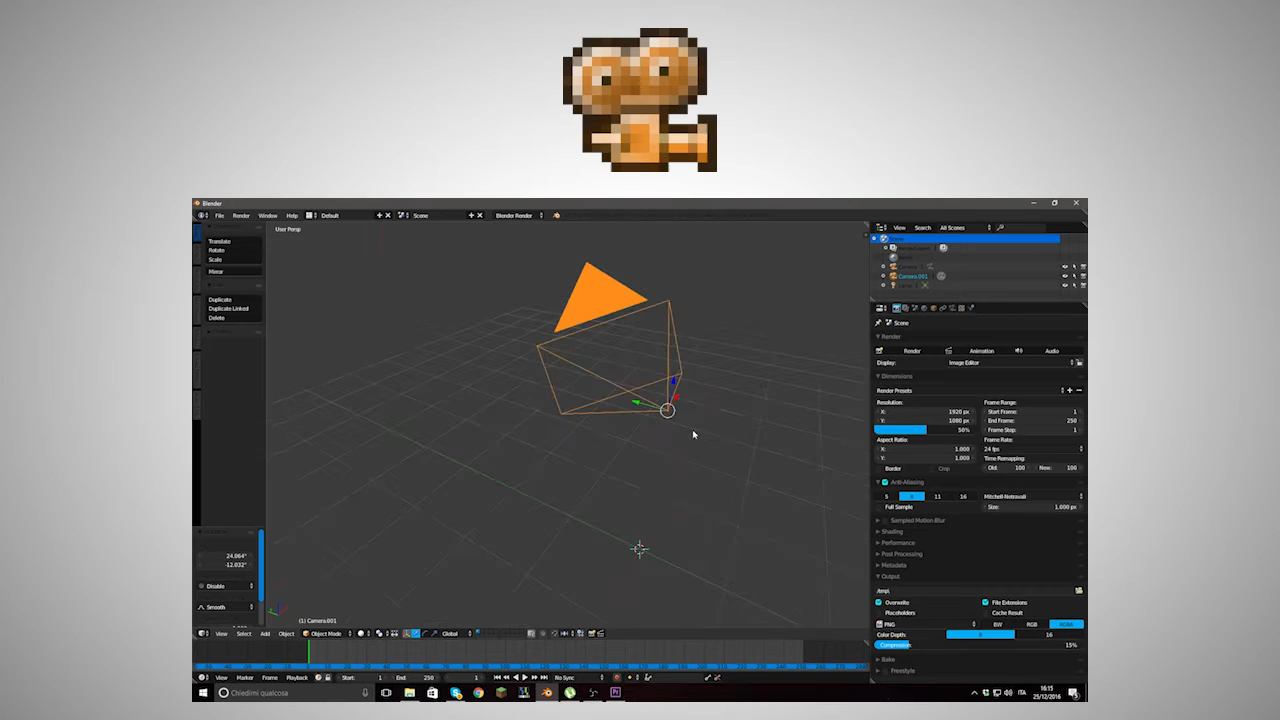 Blender
File Render Window Help Default Scene Blender Render
User Persp
View Search All Scenes
Translate
Rotate
Scale
Mirror
Camera.001
Duplicate
Duplicate Linked
Delete
Scene
Render
Render Animation Audio
Display: Image Editor
Dimensions
Render Presets
Resolution: Frame Range:
X: 1920 px Start Frame: 1
Y: 1080 px End Frame: 250
50% Frame Step: 1
Aspect Ratio: Frame Rate:
X: 1.000 24 fps
Y: 1.000 Time Remapping:
Border Crop Old: 100 New: 100
Anti-Aliasing
5 8 11 16 Mitchell-Netravali
Full Sample Size: 1.000 px
Sampled Motion Blur
Shading
Performance
Post Processing
Metadata
Output
/tmp\
Overwrite File Extensions
Placeholders Cache Result
PNG BW RGB RGBA
Color Depth: 8 16
Compression: 15%
Bake
Freestyle
24.064°
-12.032°
Disable
Smooth
(1) Camera.001
View Select Add Object Object Mode Global
View Marker Frame Playback Start: 1 End: 250 1 No Sync
Chiedimi qualcosa
ITA
16:15
25/12/2016